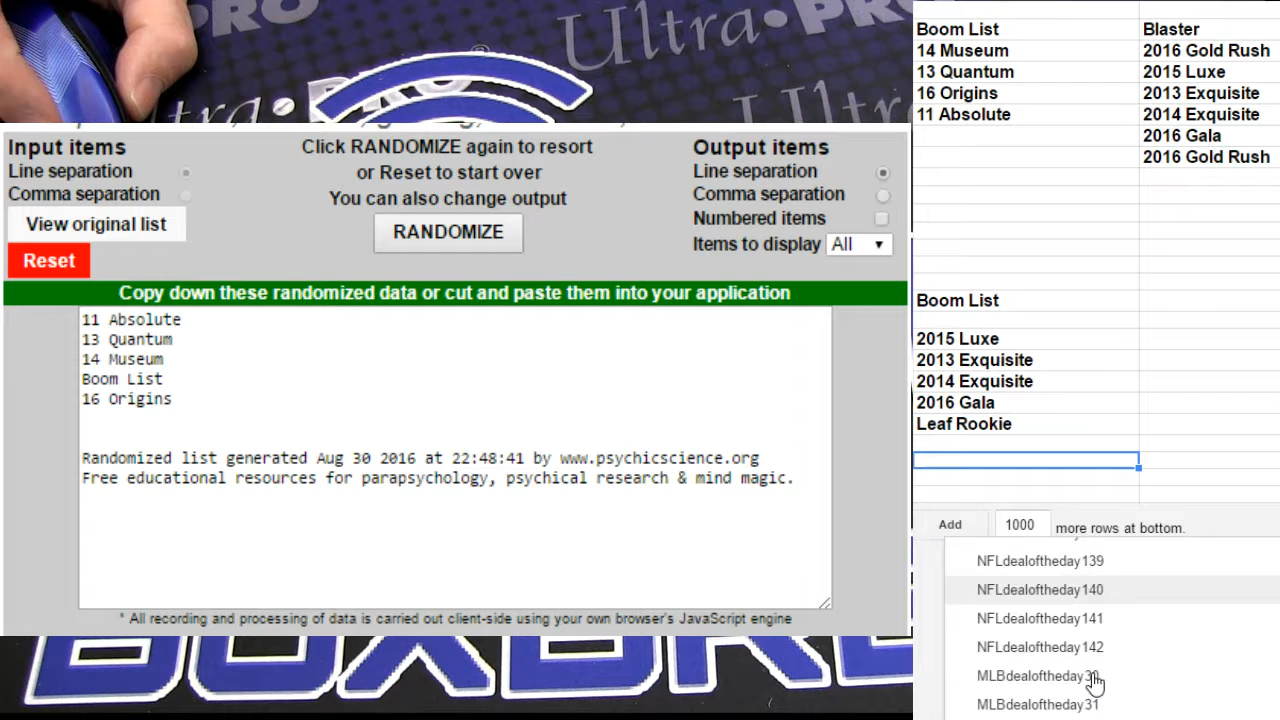 Ultra•PRO
PRO
Ultra•PRO
Input items
Line separation
Comma separation
View original list
Reset
Click RANDOMIZE again to resort
or Reset to start over
You can also change output
RANDOMIZE
Output items
Line separation
Comma separation
Numbered items
Items to display All
Copy down these randomized data or cut and paste them into your application
11 Absolute
13 Quantum
14 Museum
Boom List
16 Origins
Randomized list generated Aug 30 2016 at 22:48:41 by www.psychicscience.org
Free educational resources for parapsychology, psychical research & mind magic.
* All recording and processing of data is carried out client-side using your own browser's JavaScript engine
Boom List Blaster
14 Museum 2016 Gold Rush
13 Quantum 2015 Luxe
16 Origins 2013 Exquisite
11 Absolute 2014 Exquisite
2016 Gala
2016 Gold Rush
Boom List
2015 Luxe
2013 Exquisite
2014 Exquisite
2016 Gala
Leaf Rookie
Add 1000 more rows at bottom.
NFLdealoftheday139
NFLdealoftheday140
NFLdealoftheday141
NFLdealoftheday142
MLBdealoftheday30
MLBdealoftheday31